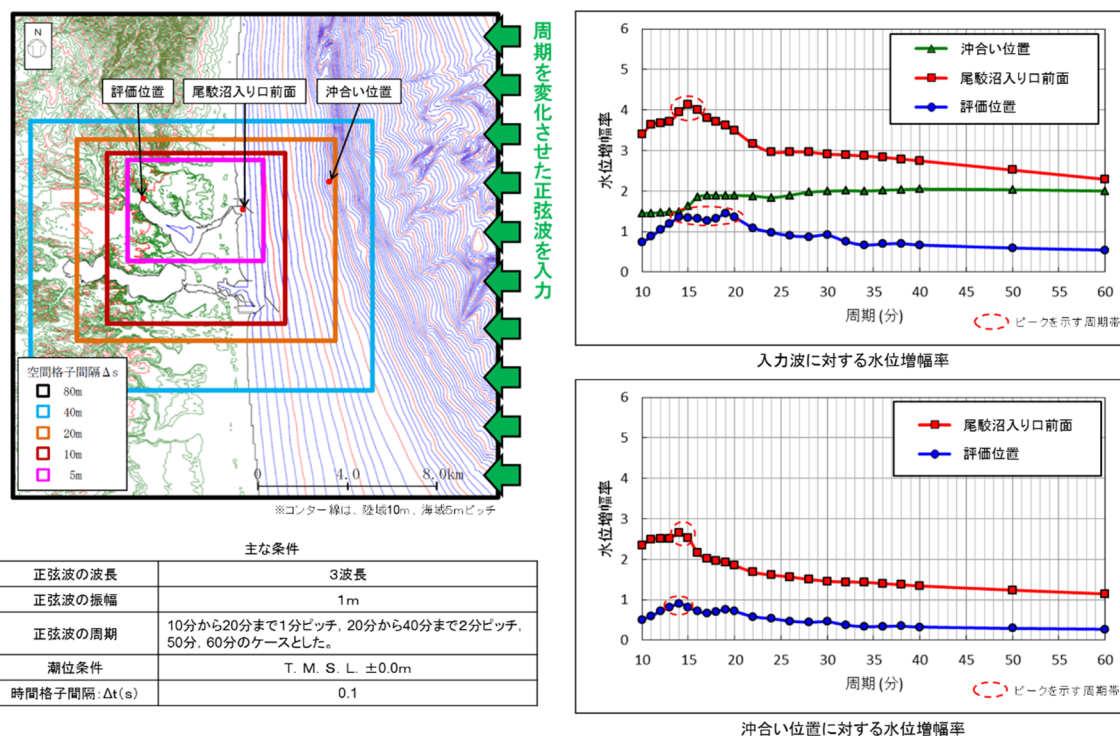 N
評価位置
尾駮沼入り口前面
沖合い位置
周期を変化させた正弦波を入力
空間格子間隔Δs
80m
40m
20m
10m
5m
0 4.0 8.0km
※コンター線は、陸域10m、海域5mピッチ
主な条件
正弦波の波長 3波長
正弦波の振幅 1m
正弦波の周期 10分から20分まで1分ピッチ, 20分から40分まで2分ピッチ,
50分, 60分のケースとした。
潮位条件 T. M. S. L. ±0.0m
時間格子間隔:Δt(s) 0.1
水位増幅率
6
5
4
3
2
1
0
沖合い位置
尾駮沼入り口前面
評価位置
10 15 20 25 30 35 40 45 50 55 60
周期(分)
ピークを示す周期帯
入力波に対する水位増幅率
水位増幅率
6
5
4
3
2
1
0
尾駮沼入り口前面
評価位置
10 15 20 25 30 35 40 45 50 55 60
周期(分)
ピークを示す周期帯
沖合い位置に対する水位増幅率